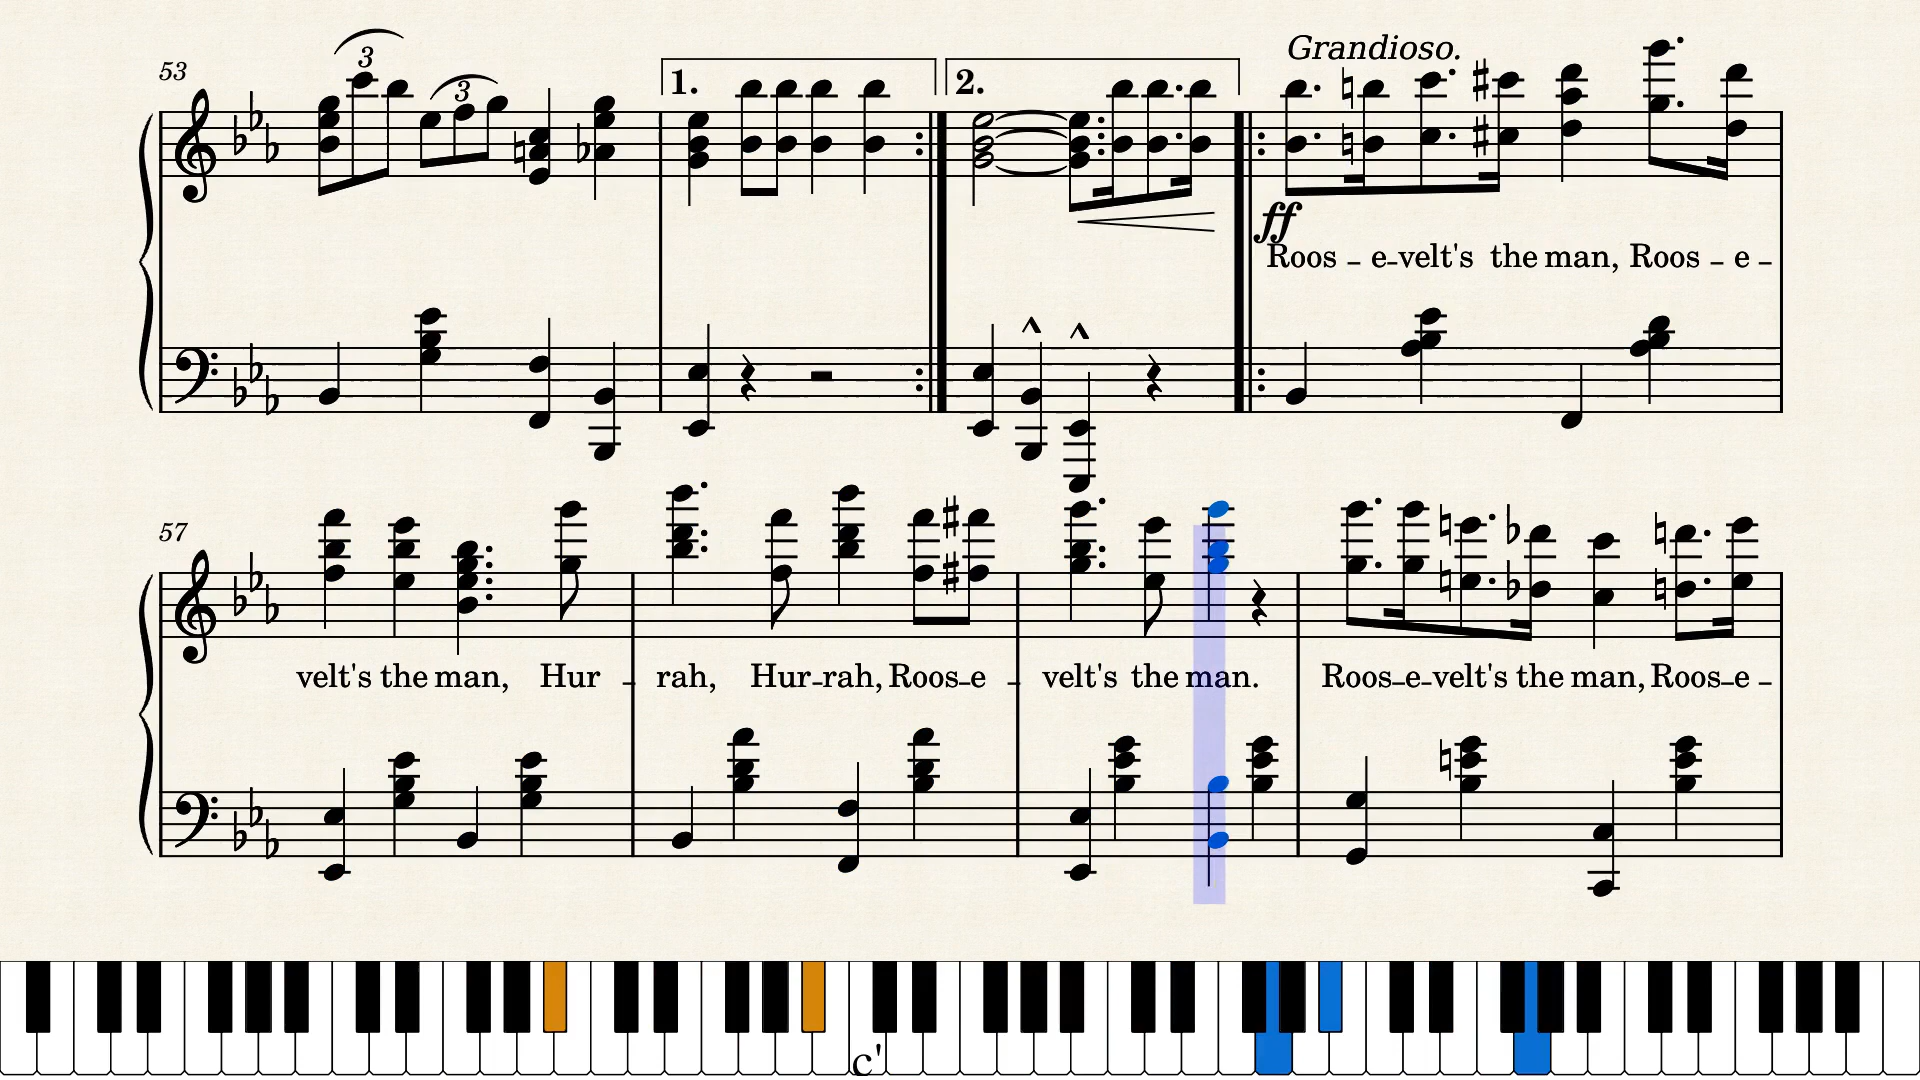 Grandioso.
53 3 3 1. 2.
ff
Roos - e-velt's the man, Roos - e -
57
velt's the man, Hur - rah, Hur-rah, Roos-e - velt's the man. Roos-e-velt's the man, Roos-e -
c'